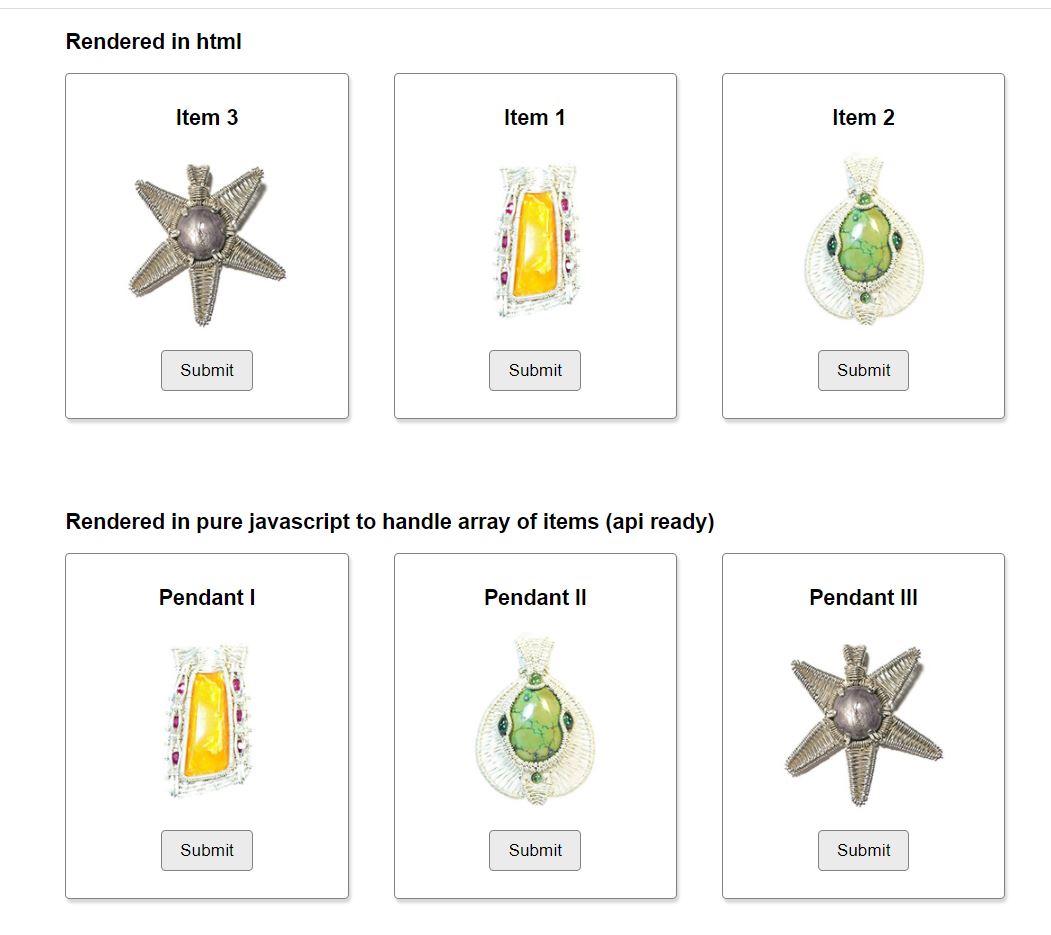 Rendered in html
Item 3
Item 1
Item 2
Submit
Submit
Submit
Rendered in pure javascript to handle array of items (api ready)
Pendant I
Pendant II
Pendant III
Submit
Submit
Submit